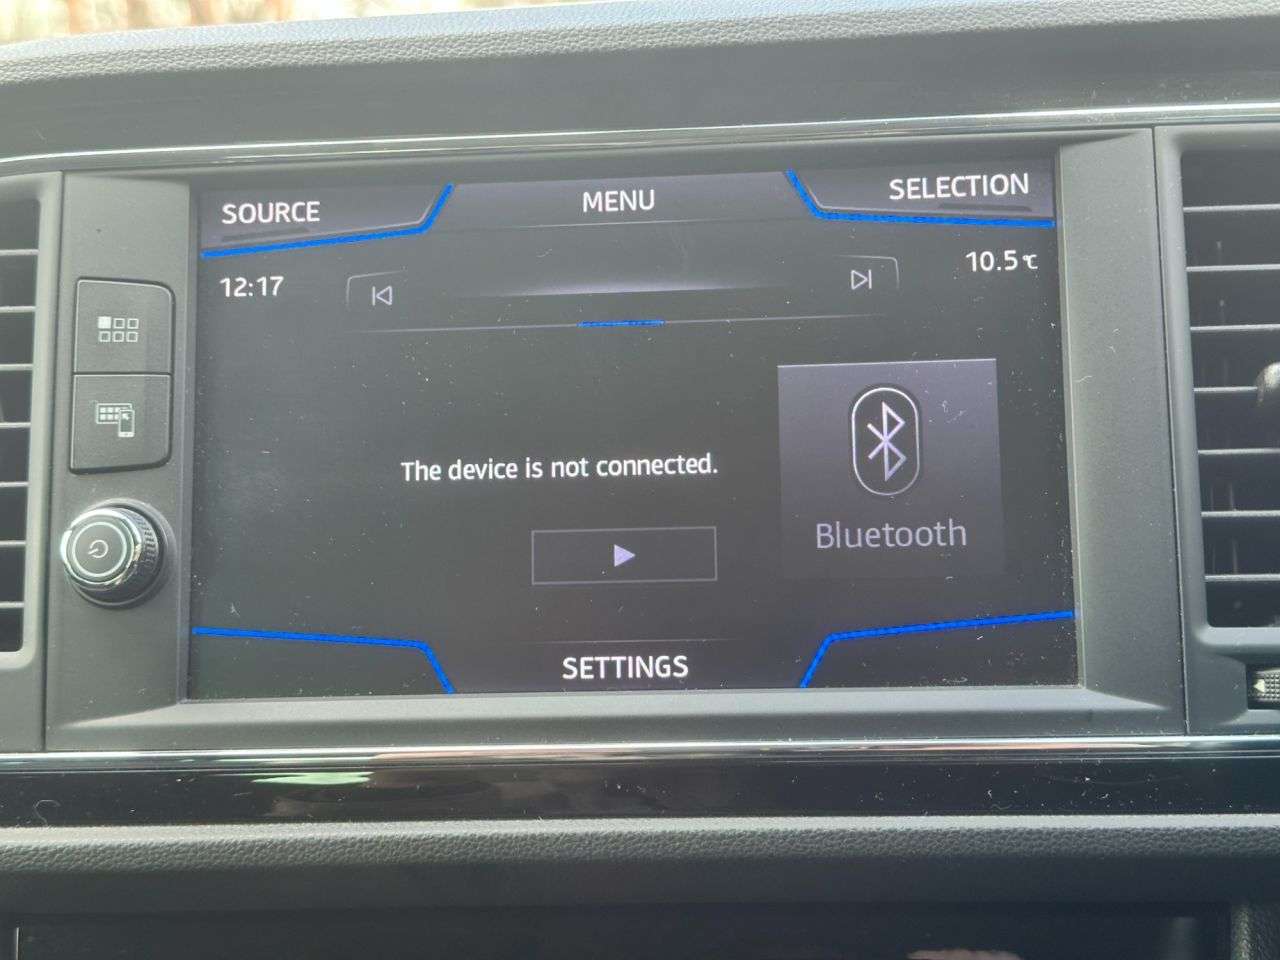 SOURCE
MENU
SELECTION
12:17
10.5℃
The device is not connected.
Bluetooth
SETTINGS